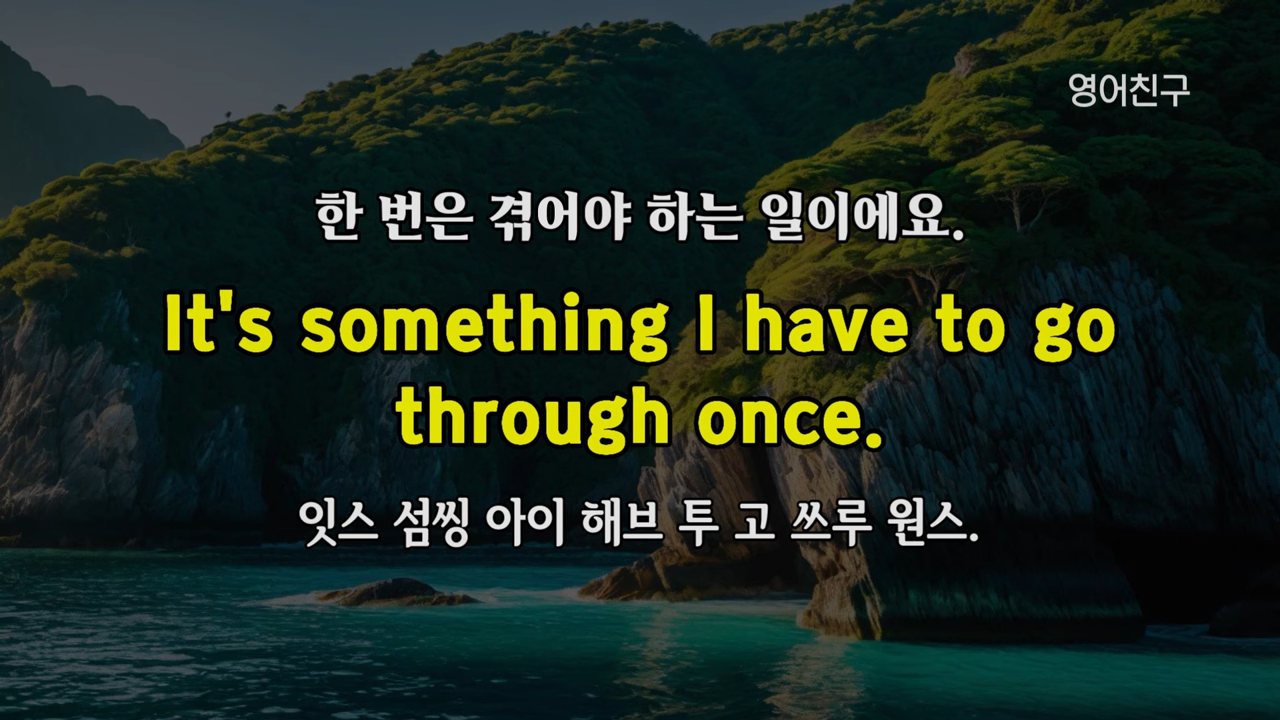 영어친구
한 번은 겪어야 하는 일이에요.
It's something I have to go
through once.
잇스 섬씽 아이 해브 투 고 쓰루 원스.